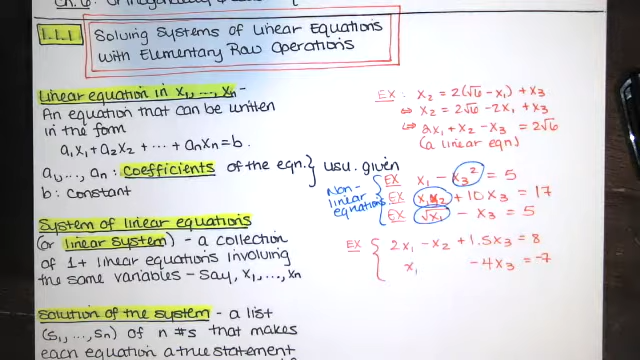 Ch. 6: Orthogonality
1.1.1 Solving Systems of Linear Equations
with Elementary Row Operations
Linear equation in x₁, ..., xₙ -
An equation that can be written
in the form
a₁x₁ + a₂x₂ + ... + aₙxₙ = b.
a₁, ..., aₙ: coefficients of the eqn. } usu. given
b: constant
System of linear equations
(or linear system) - a collection
of 1+ linear equations involving
the same variables - say, x₁, ..., xₙ
Solution of the system - a list
(s₁, ..., sₙ) of n #s that makes
each equation a true statement
EX: x₂ = 2(√6 - x₁) + x₃
⇔ x₂ = 2√6 - 2x₁ + x₃
⇔ 2x₁ + x₂ - x₃ = 2√6
(a linear eqn)
Non-
linear
equations
EX x₁ - x₃² = 5
EX x₁x₂ + 10x₃ = 17
EX √x₁ - x₃ = 5
EX { 2x₁ - x₂ + 1.5x₃ = 8
x₁ - 4x₃ = -7